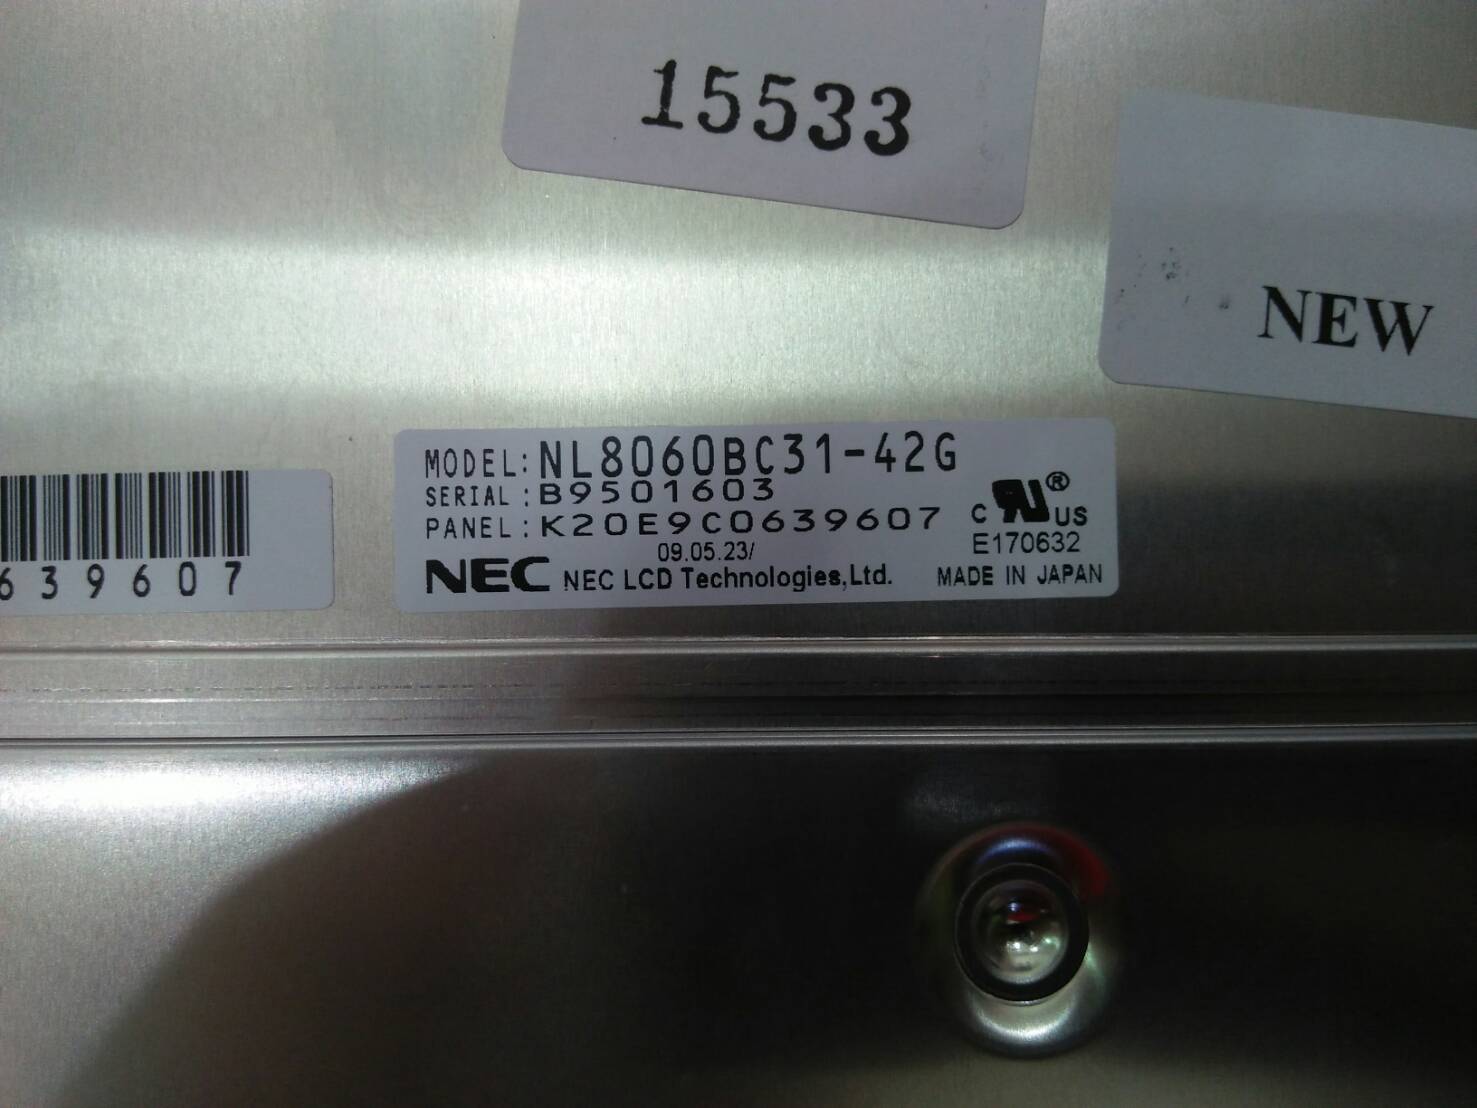 15533
NEW
MODEL: NL8060BC31-42G
SERIAL: B9501603
PANEL: K20E9C0639607
C US
E170632
09.05.23/
NEC NEC LCD Technologies,Ltd.
MADE IN JAPAN
639607